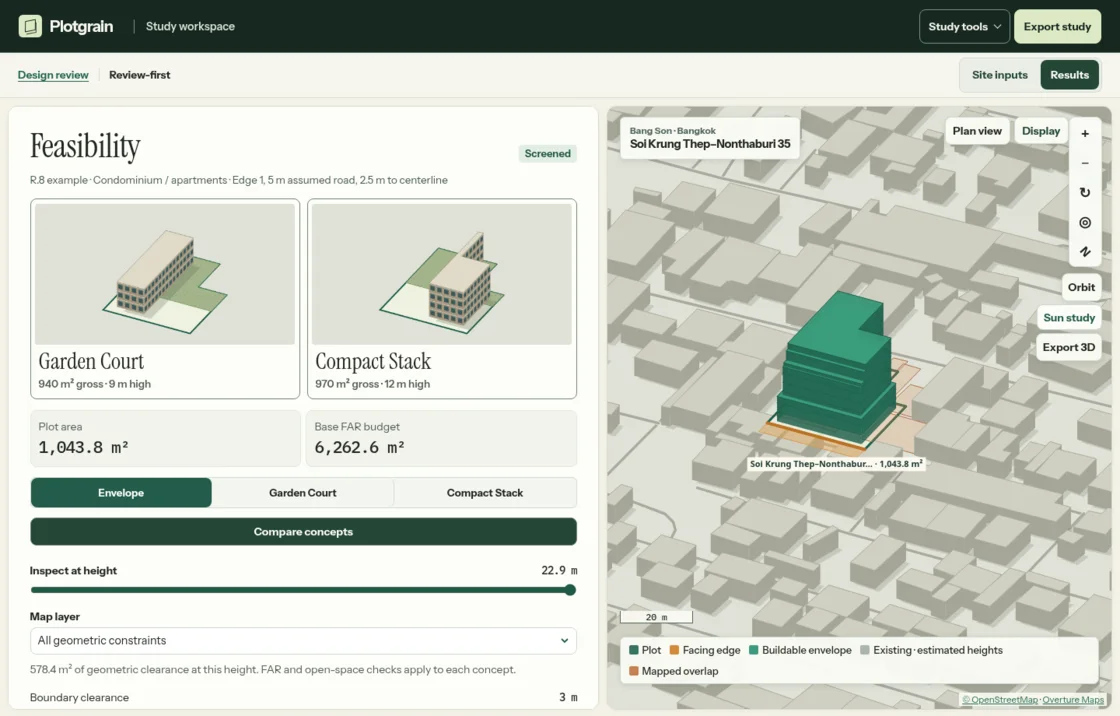 Plotgrain
Study workspace
Study tools
Export study
Design review
Review-first
Site inputs
Results
Feasibility
Screened
R.8 example · Condominium / apartments · Edge 1, 5 m assumed road, 2.5 m to centerline
Garden Court
940 m² gross · 9 m high
Compact Stack
970 m² gross · 12 m high
Plot area
1,043.8 m²
Base FAR budget
6,262.6 m²
Envelope
Garden Court
Compact Stack
Compare concepts
Inspect at height
22.9 m
Map layer
All geometric constraints
578.4 m² of geometric clearance at this height. FAR and open-space checks apply to each concept.
Boundary clearance
3 m
Bang Son · Bangkok
Soi Krung Thep–Nonthaburi 35
Plan view
Display
+
−
Orbit
Sun study
Export 3D
Soi Krung Thep–Nonthabur... · 1,043.8 m²
20 m
Plot
Facing edge
Buildable envelope
Existing · estimated heights
Mapped overlap
© OpenStreetMap · Overture Maps